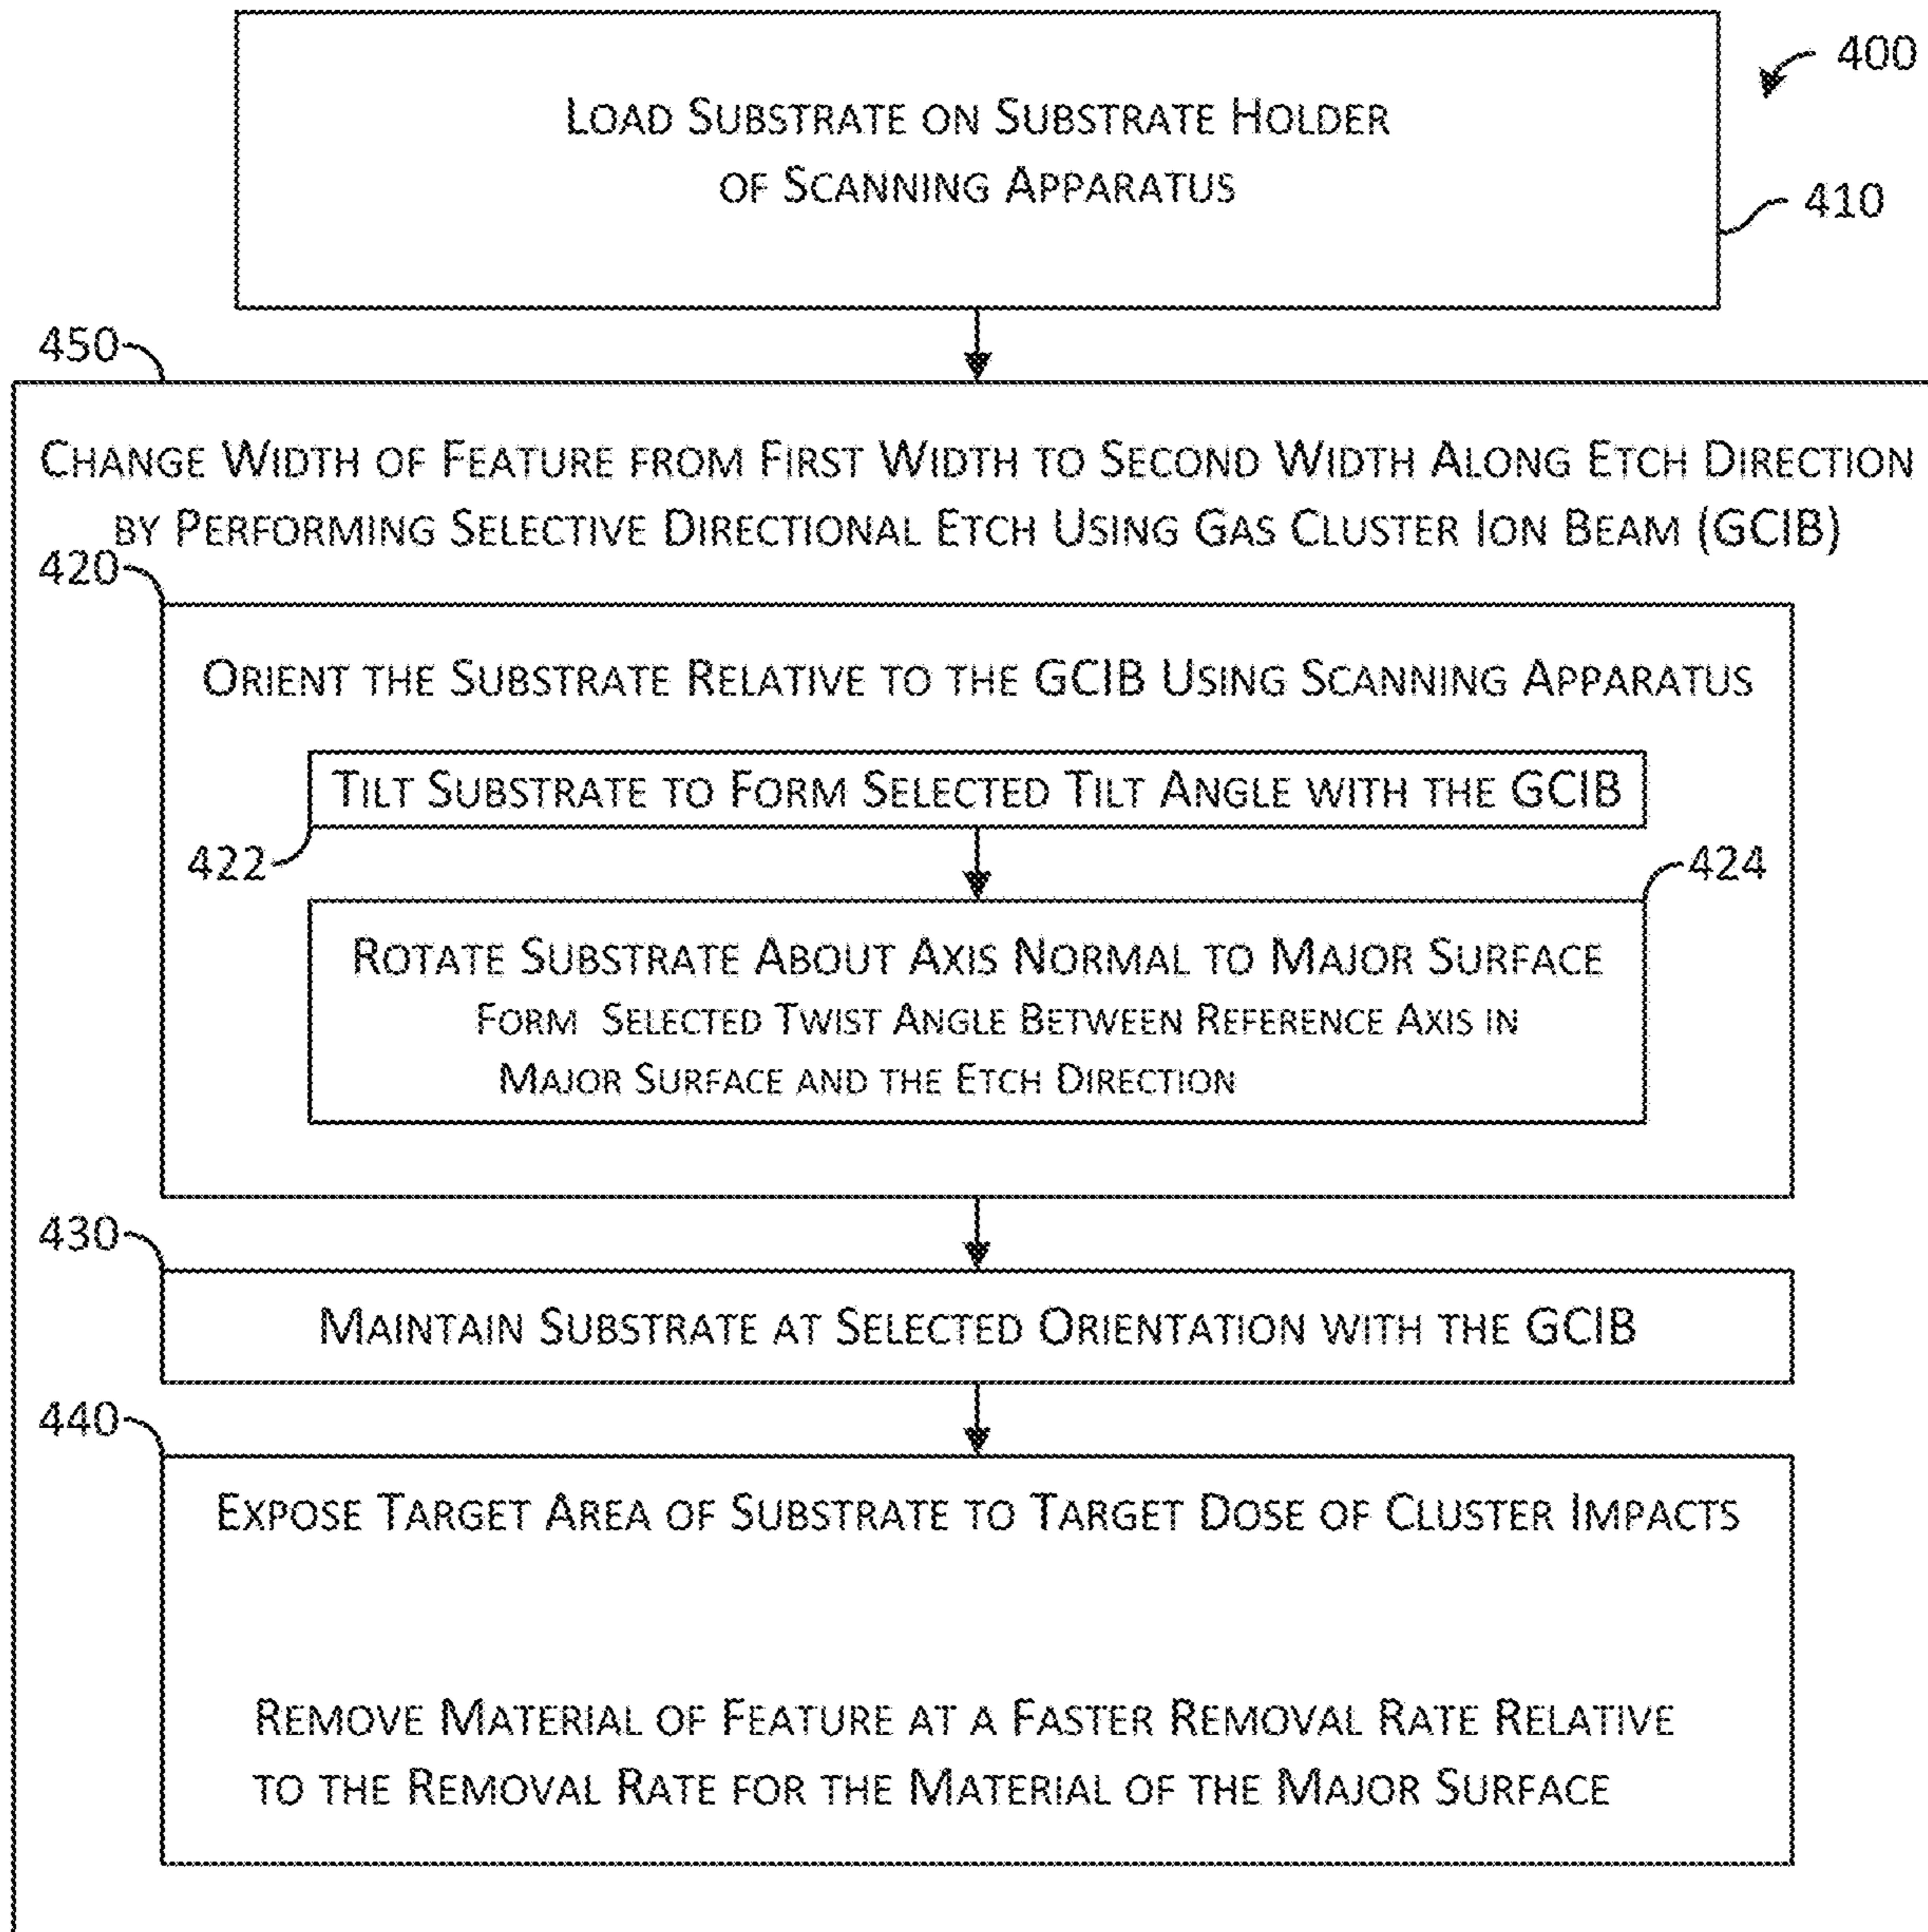 400
LOAD SUBSTRATE ON SUBSTRATE HOLDER
OF SCANNING APPARATUS
410
450
CHANGE WIDTH OF FEATURE FROM FIRST WIDTH TO SECOND WIDTH ALONG ETCH DIRECTION
BY PERFORMING SELECTIVE DIRECTIONAL ETCH USING GAS CLUSTER ION BEAM (GCIB)
420
ORIENT THE SUBSTRATE RELATIVE TO THE GCIB USING SCANNING APPARATUS
TILT SUBSTRATE TO FORM SELECTED TILT ANGLE WITH THE GCIB
422
424
ROTATE SUBSTRATE ABOUT AXIS NORMAL TO MAJOR SURFACE
FORM SELECTED TWIST ANGLE BETWEEN REFERENCE AXIS IN
MAJOR SURFACE AND THE ETCH DIRECTION
430
MAINTAIN SUBSTRATE AT SELECTED ORIENTATION WITH THE GCIB
440
EXPOSE TARGET AREA OF SUBSTRATE TO TARGET DOSE OF CLUSTER IMPACTS
REMOVE MATERIAL OF FEATURE AT A FASTER REMOVAL RATE RELATIVE
TO THE REMOVAL RATE FOR THE MATERIAL OF THE MAJOR SURFACE